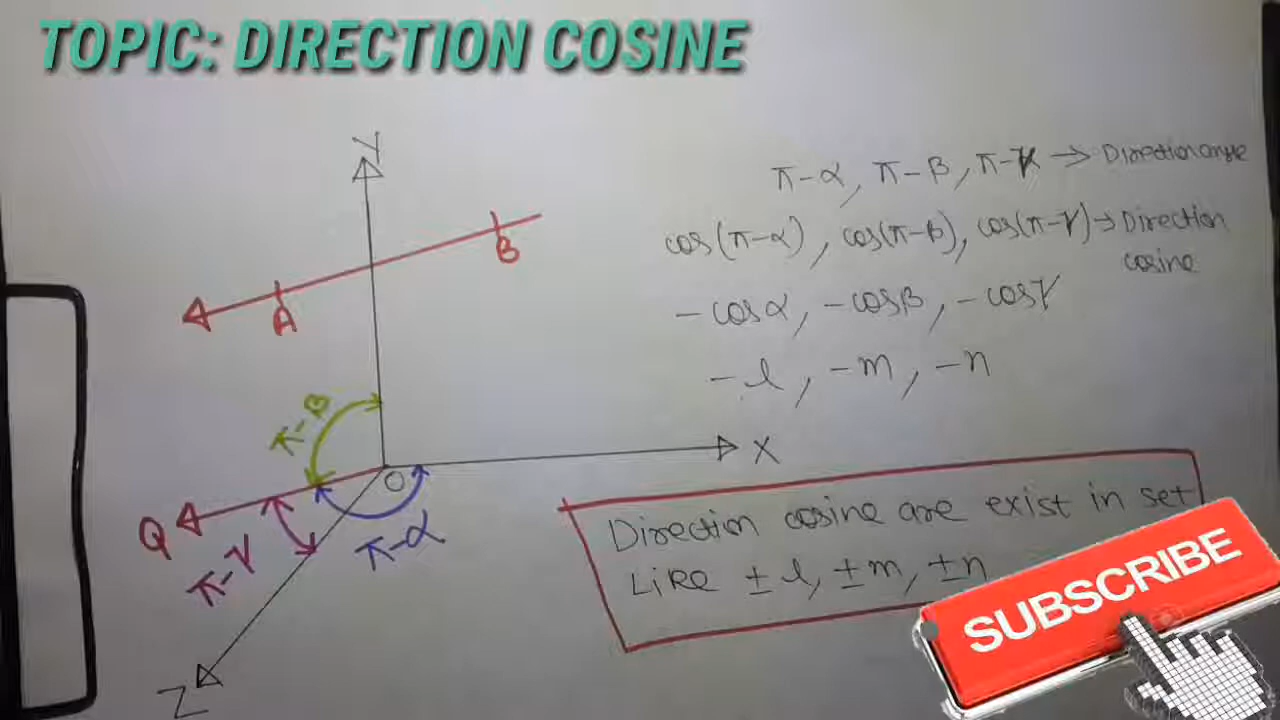 TOPIC: DIRECTION COSINE
Y
π-α, π-β, π-γ → Direction angle
cos(π-α), cos(π-β), cos(π-γ) → Direction
cosine
B
A
-cosα, -cosβ, -cosγ
-l, -m, -n
π-β
X
O
Q
π-γ
π-α
Direction cosine are exist in set
Like ±l, ±m, ±n
SUBSCRIBE
Z